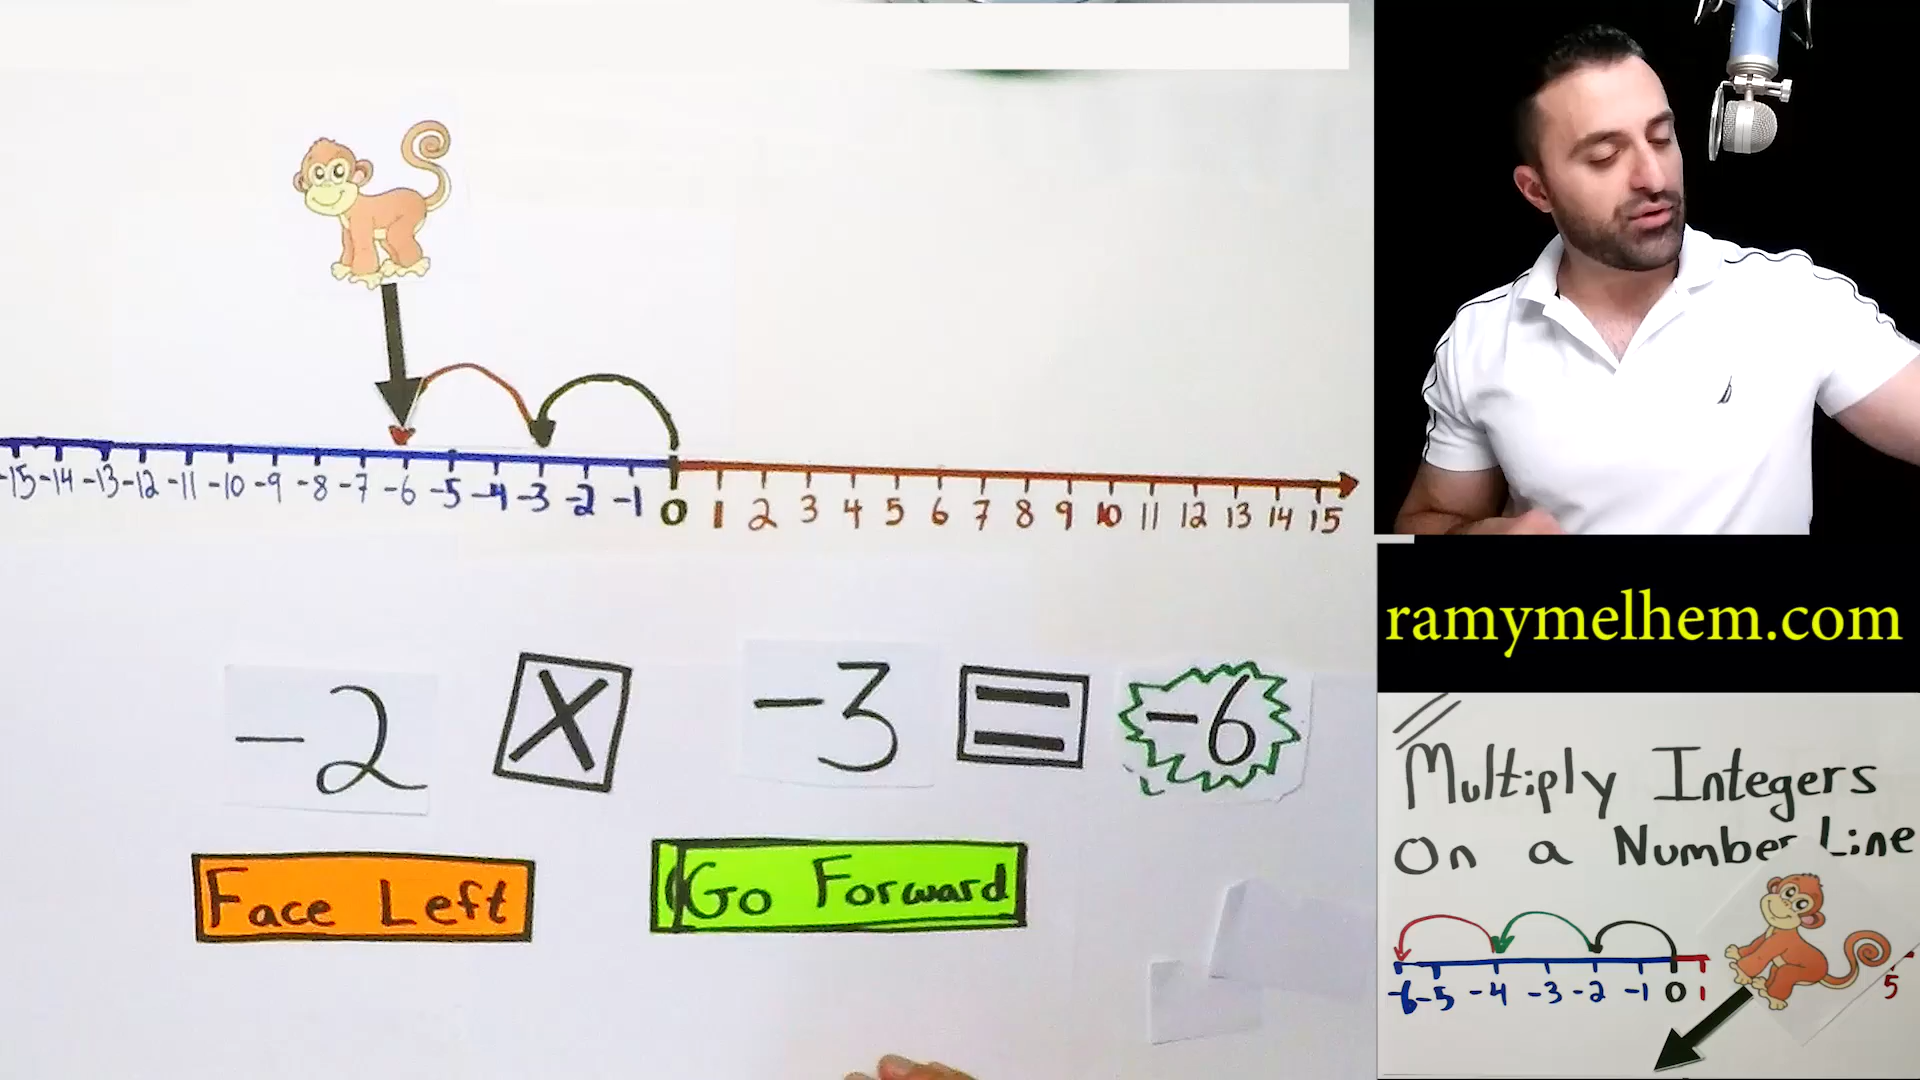 -15 -14 -13 -12 -11 -10 -9 -8 -7 -6 -5 -4 -3 -2 -1 0 1 2 3 4 5 6 7 8 9 10 11 12 13 14 15
-2 X -3 = -6
Face Left
Go Forward
ramymelhem.com
Multiply Integers
On a Number Line
-6 -5 -4 -3 -2 -1 0 1 5